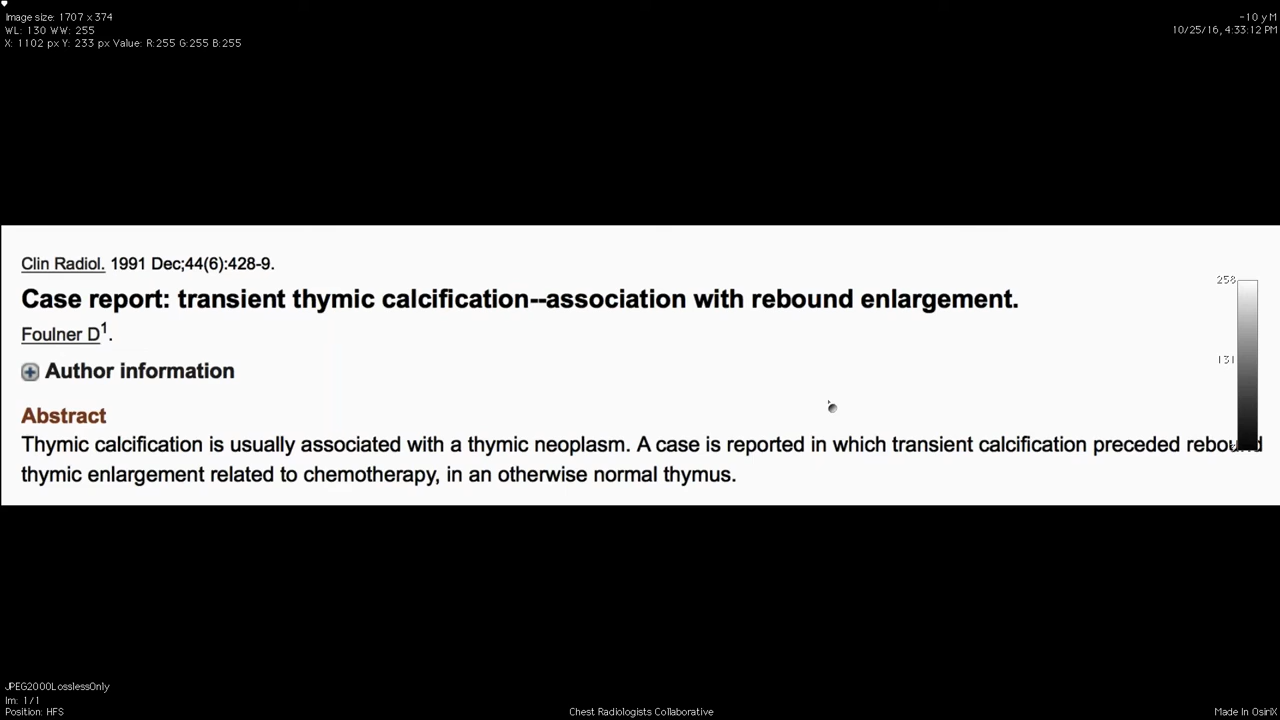 Image size: 1707 x 374
WL: 130 WW: 255
X: 1102 px Y: 233 px Value: R:255 G:255 B:255
-10 y M
10/25/16, 4:33:12 PM
Clin Radiol. 1991 Dec;44(6):428-9.
Case report: transient thymic calcification--association with rebound enlargement.
Foulner D1.
Author information
Abstract
Thymic calcification is usually associated with a thymic neoplasm. A case is reported in which transient calcification preceded rebound
thymic enlargement related to chemotherapy, in an otherwise normal thymus.
258
131
JPEG2000LosslessOnly
Im: 1/1
Position: HFS
Chest Radiologists Collaborative
Made In OsiriX